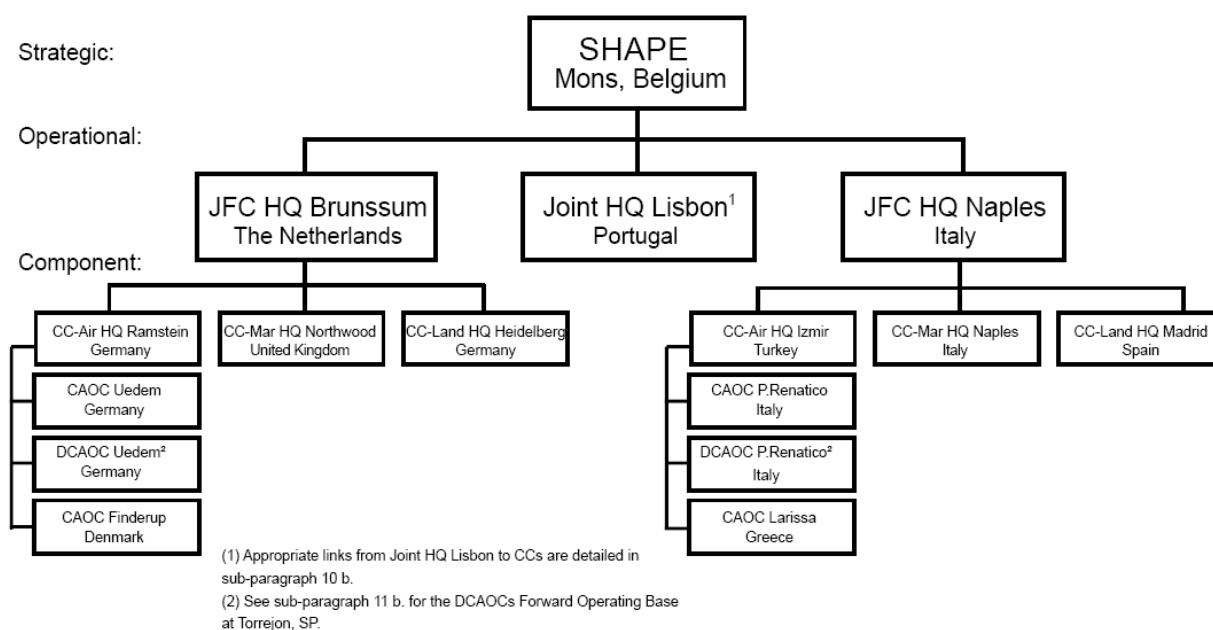 Strategic:
SHAPE
Mons, Belgium
Operational:
JFC HQ Brunssum
The Netherlands
Joint HQ Lisbon¹
Portugal
JFC HQ Naples
Italy
Component:
CC-Air HQ Ramstein
Germany
CC-Mar HQ Northwood
United Kingdom
CC-Land HQ Heidelberg
Germany
CC-Air HQ Izmir
Turkey
CC-Mar HQ Naples
Italy
CC-Land HQ Madrid
Spain
CAOC Uedem
Germany
DCAOC Uedem²
Germany
CAOC Finderup
Denmark
CAOC P.Renatico
Italy
DCAOC P.Renatico²
Italy
CAOC Larissa
Greece
(1) Appropriate links from Joint HQ Lisbon to CCs are detailed in
sub-paragraph 10 b.
(2) See sub-paragraph 11 b. for the DCAOCs Forward Operating Base
at Torrejon, SP.